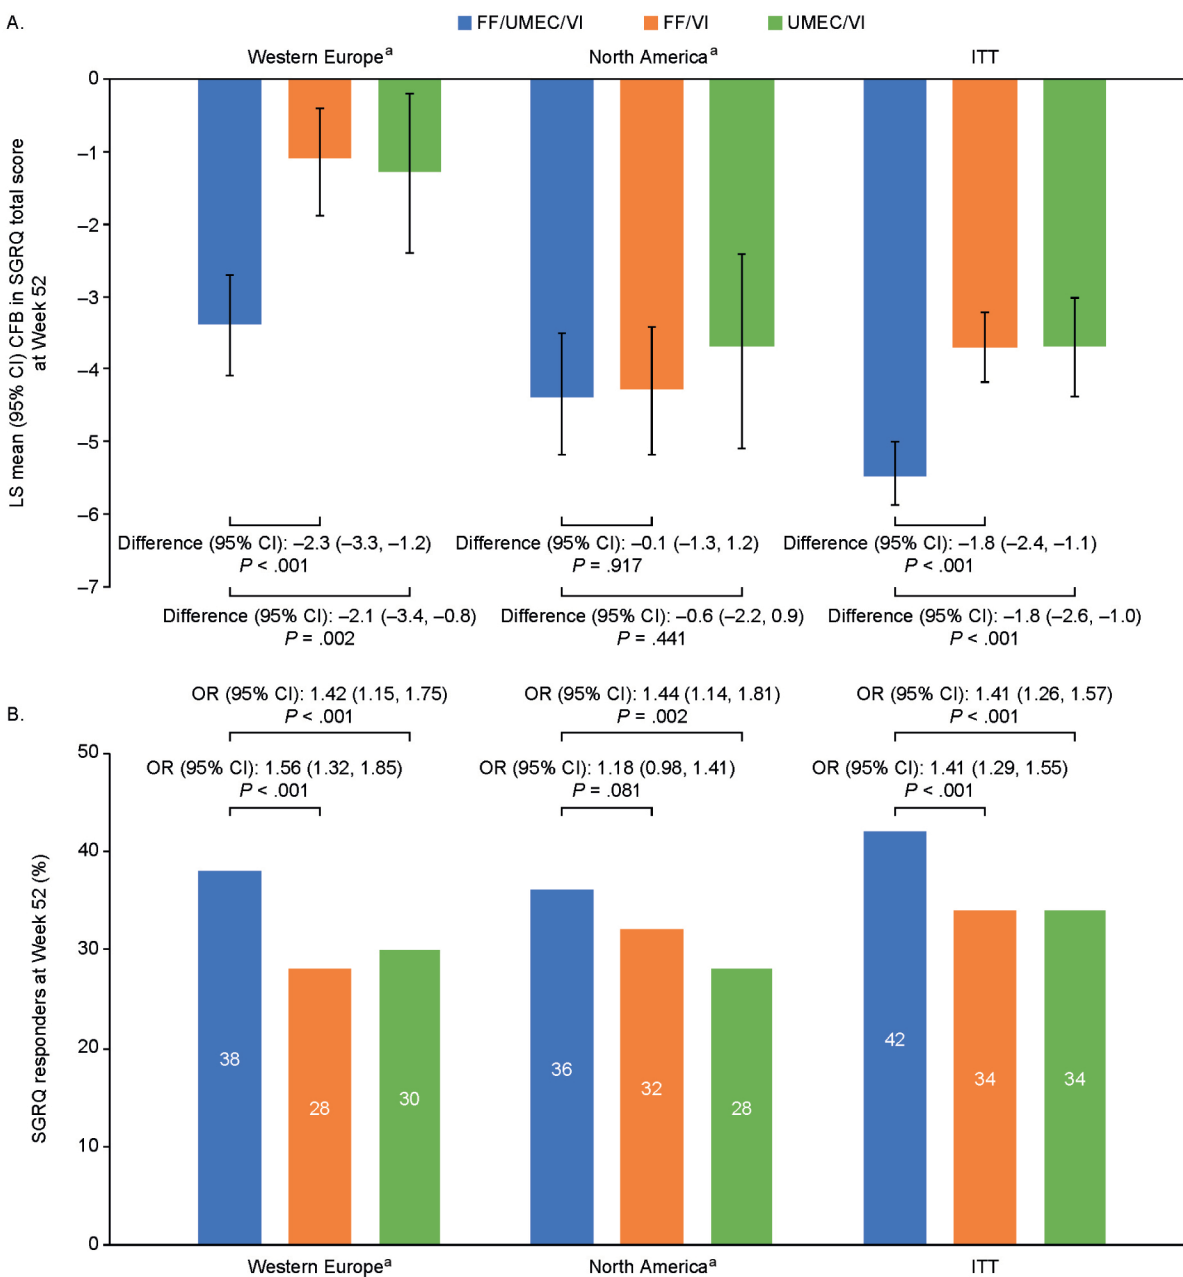 A.
FF/UMEC/VI FF/VI UMEC/VI
Western Europeᵃ North Americaᵃ ITT
LS mean (95% CI) CFB in SGRQ total score
at Week 52
0
–1
–2
–3
–4
–5
–6
–7
Difference (95% CI): –2.3 (–3.3, –1.2)
P < .001
Difference (95% CI): –0.1 (–1.3, 1.2)
P = .917
Difference (95% CI): –1.8 (–2.4, –1.1)
P < .001
Difference (95% CI): –2.1 (–3.4, –0.8)
P = .002
Difference (95% CI): –0.6 (–2.2, 0.9)
P = .441
Difference (95% CI): –1.8 (–2.6, –1.0)
P < .001
B.
OR (95% CI): 1.42 (1.15, 1.75)
P < .001
OR (95% CI): 1.44 (1.14, 1.81)
P = .002
OR (95% CI): 1.41 (1.26, 1.57)
P < .001
OR (95% CI): 1.56 (1.32, 1.85)
P < .001
OR (95% CI): 1.18 (0.98, 1.41)
P = .081
OR (95% CI): 1.41 (1.29, 1.55)
P < .001
SGRQ responders at Week 52 (%)
50
40
30
20
10
0
38 28 30
36 32 28
42 34 34
Western Europeᵃ North Americaᵃ ITT